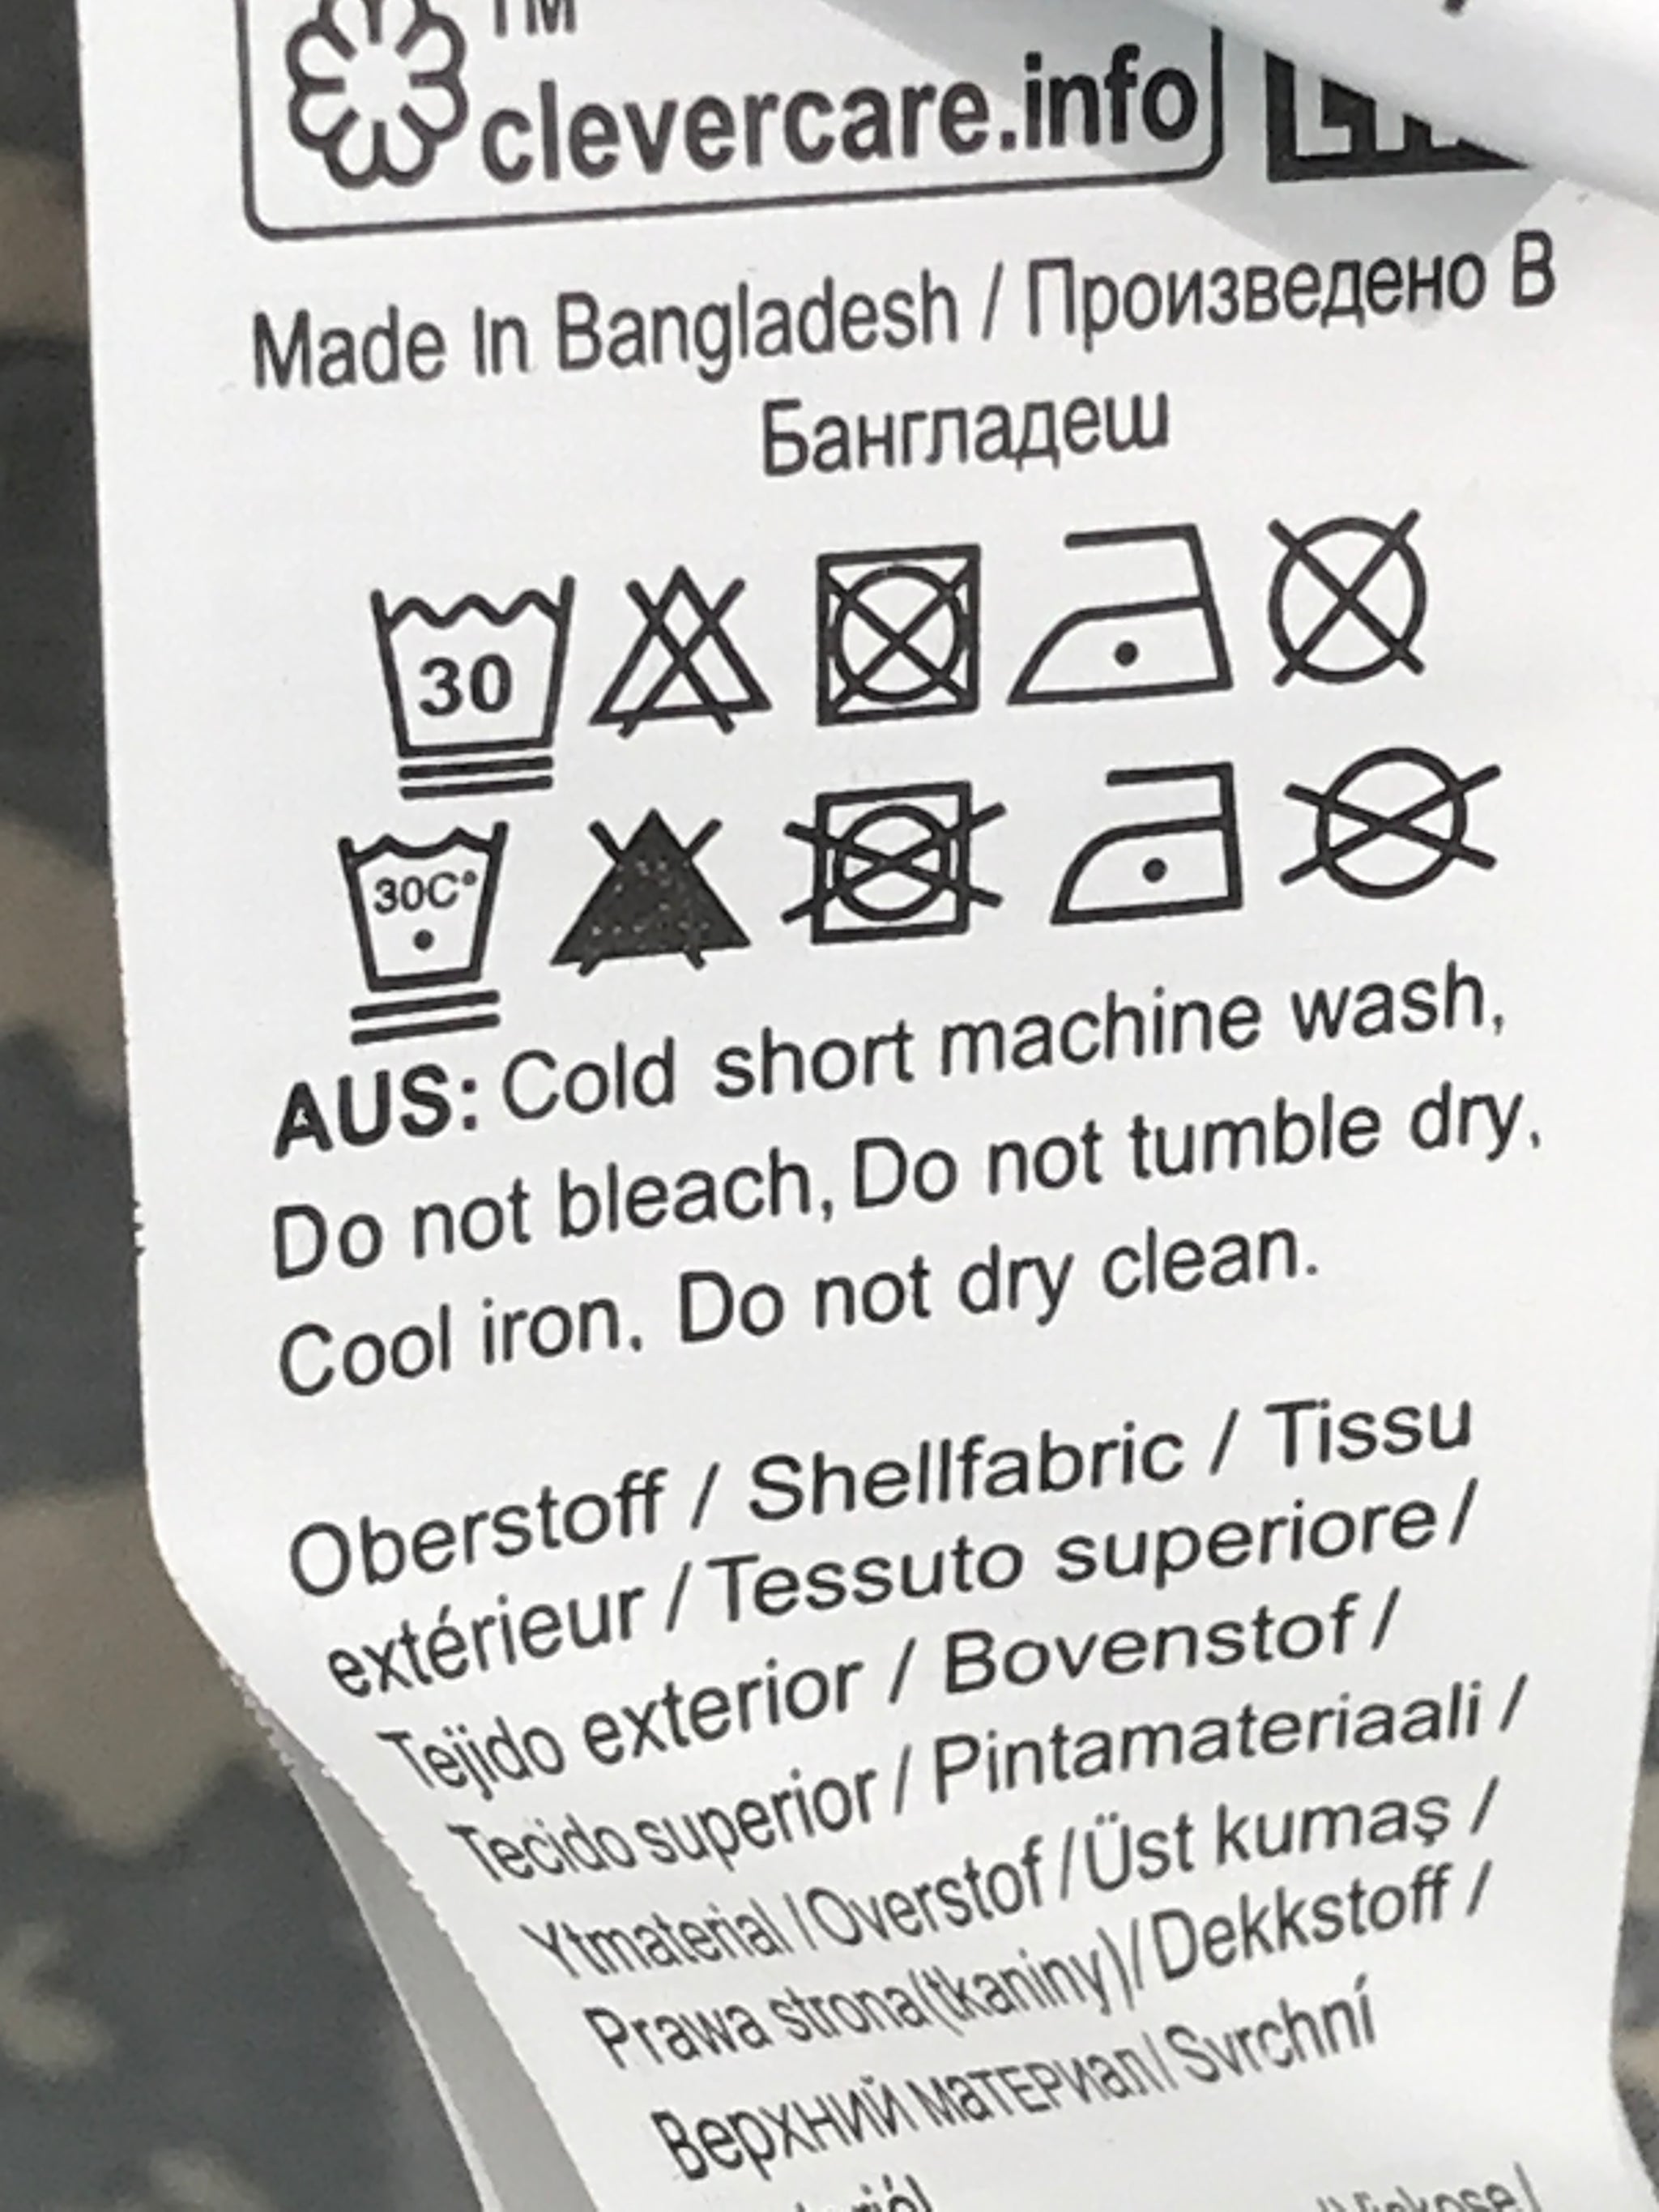 TM
clevercare.info
Made In Bangladesh / Произведено В
Бангладеш
30
30C°
AUS: Cold short machine wash,
Do not bleach, Do not tumble dry,
Cool iron, Do not dry clean.
Oberstoff / Shellfabric / Tissu
extérieur / Tessuto superiore /
Tejido exterior / Bovenstof /
Tecido superior / Pintamateriaali /
Ytmaterial / Overstof / Üst kumaş /
Prawa strona(tkaniny) / Dekkstoff /
Верхний маТЕРиал / Svrchní